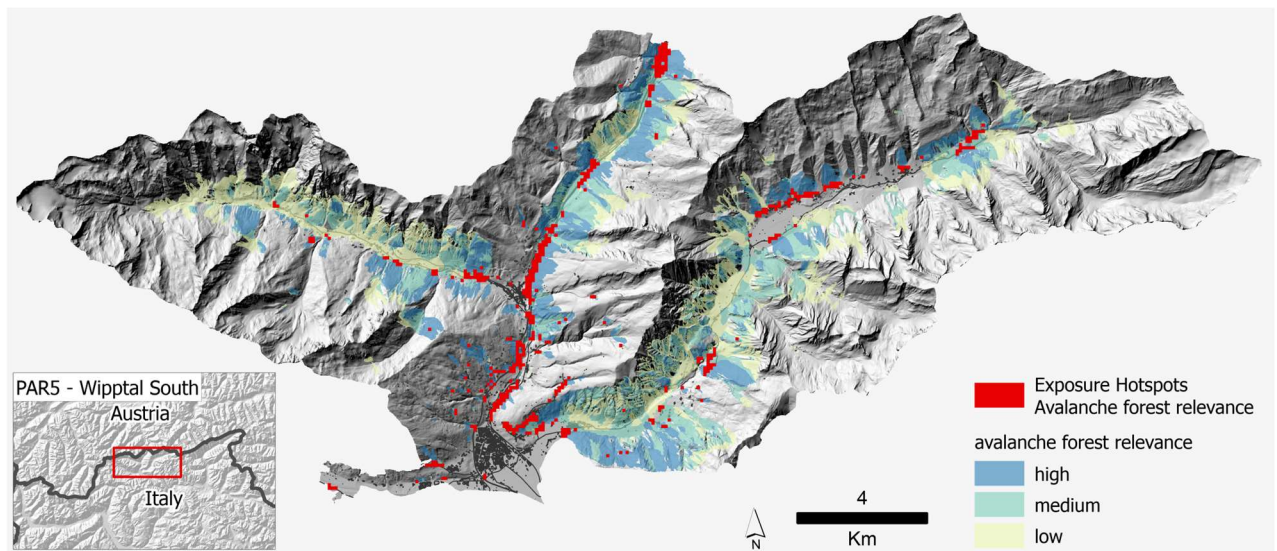 PAR5 - Wipptal South
Austria
Italy
N
4
Km
Exposure Hotspots
Avalanche forest relevance
avalanche forest relevance
high
medium
low